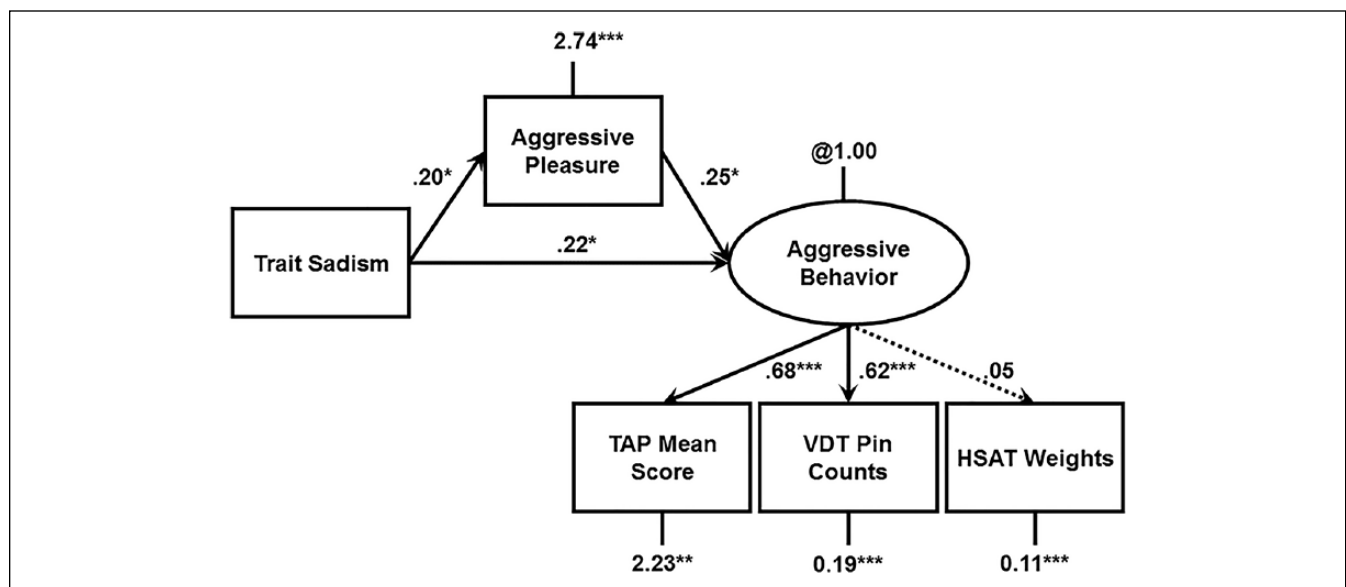 2.74***
Aggressive
Pleasure
@1.00
.20*
.25*
Trait Sadism
.22*
Aggressive
Behavior
.68***
.62***
.05
TAP Mean
Score
VDT Pin
Counts
HSAT Weights
2.23**
0.19***
0.11***